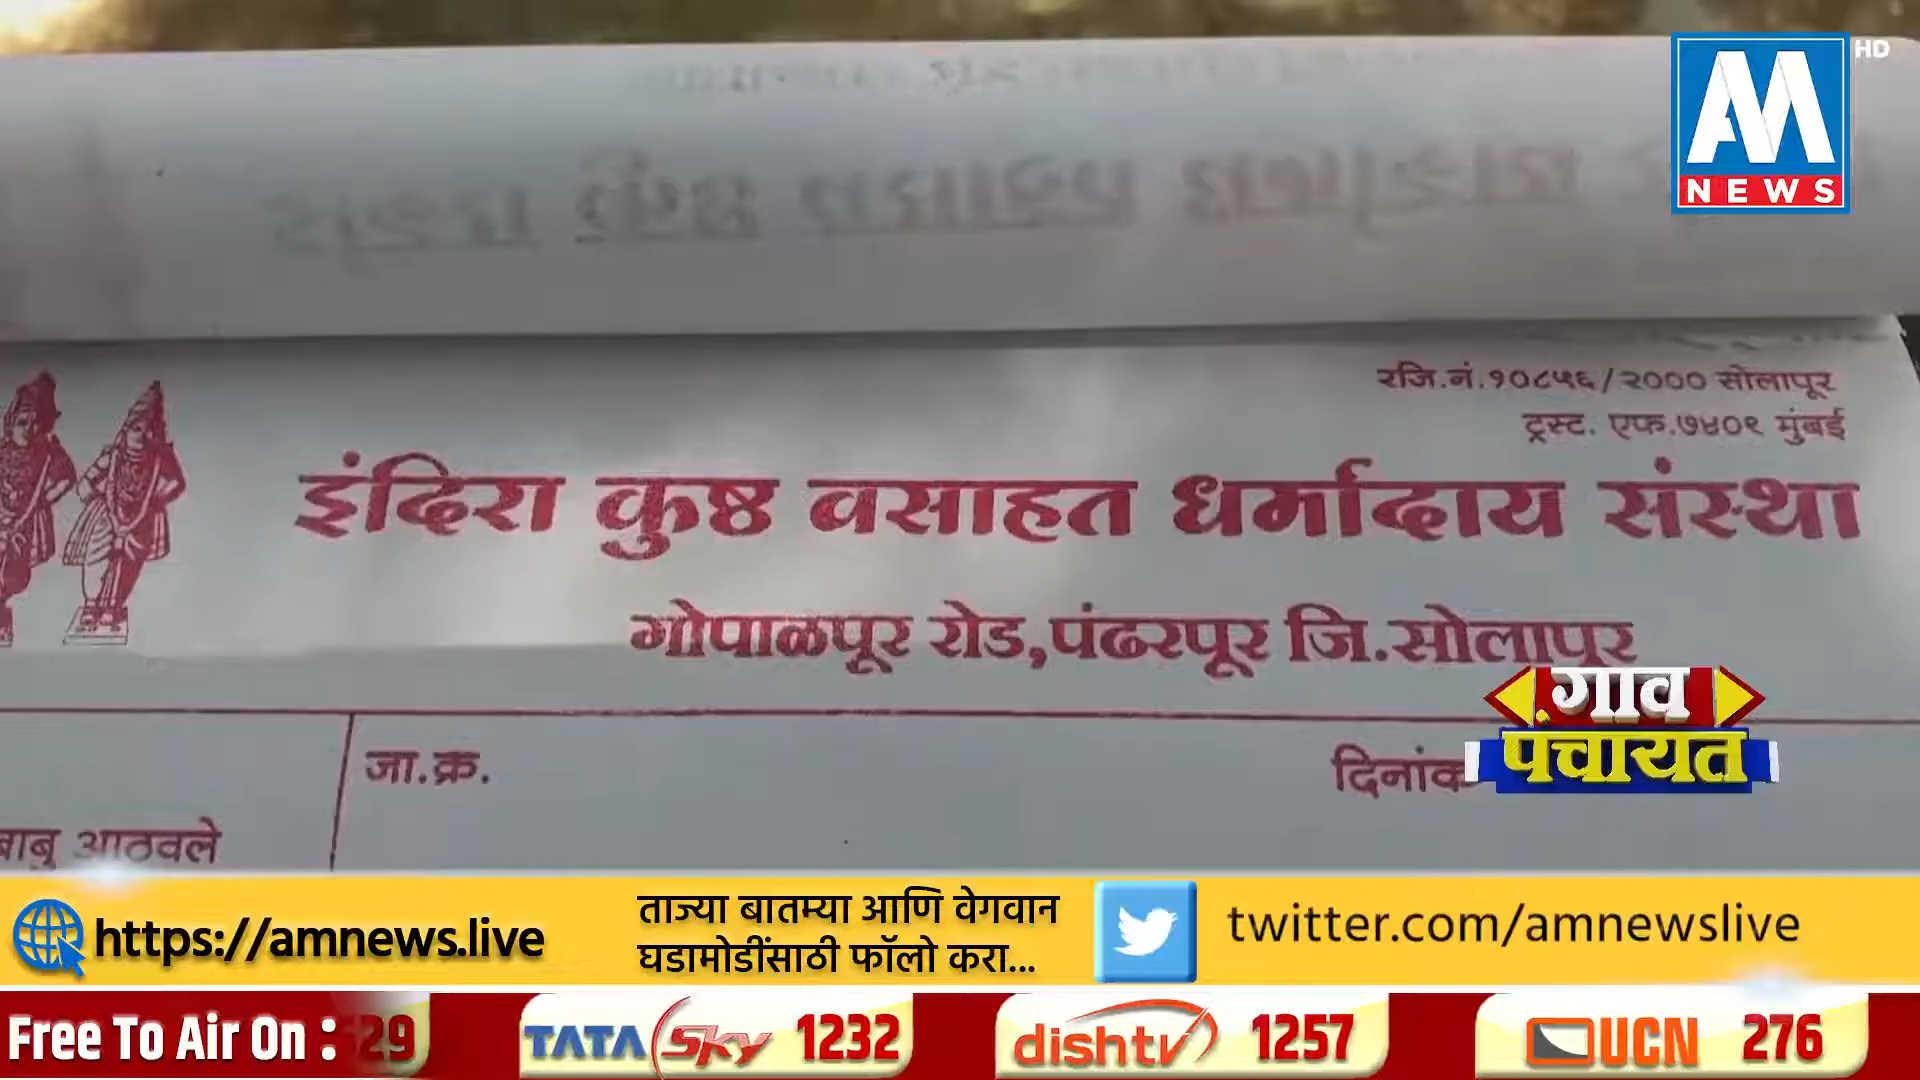 AM
NEWS
HD
रजि.नं.१०८५६/२००० सोलापूर
ट्रस्ट. एफ.७४०९ मुंबई
इंदिरा कुष्ठ वसाहत धर्मादाय संस्था
गोपाळपूर रोड,पंढरपूर जि.सोलापूर
गाव
पंचायत
जा.क्र.
दिनांक
बाबु आठवले
https://amnews.live
ताज्या बातम्या आणि वेगवान
घडामोडींसाठी फॉलो करा...
twitter.com/amnewslive
Free To Air On :
TATA Sky 1232
dishtv 1257
UCN 276